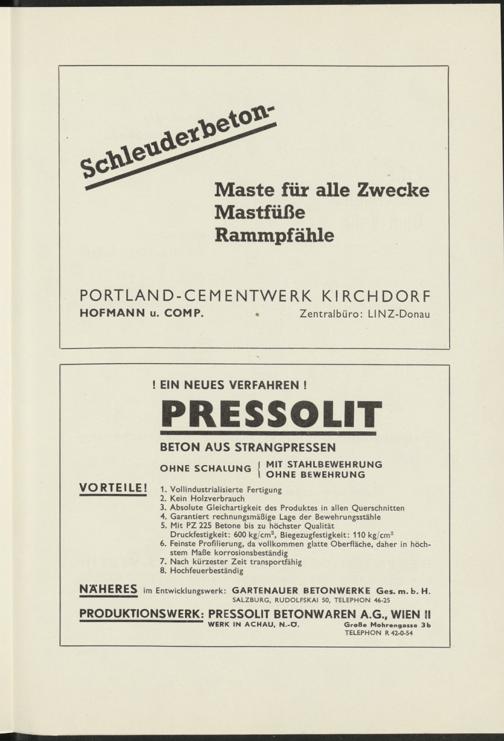 Schleuderbeton-
Maste für alle Zwecke
Mastfüße
Rammpfähle
PORTLAND-CEMENTWERK KIRCHDORF
HOFMANN u. COMP. Zentralbüro: LINZ-Donau
! EIN NEUES VERFAHREN !
PRESSOLIT
BETON AUS STRANGPRESSEN
OHNE SCHALUNG | MIT STAHLBEWEHRUNG
| OHNE BEWEHRUNG
VORTEILE! 1. Vollindustrialisierte Fertigung
2. Kein Holzverbrauch
3. Absolute Gleichartigkeit des Produktes in allen Querschnitten
4. Garantiert rechnungsmäßige Lage der Bewehrungsstähle
5. Mit PZ 225 Betone bis zu höchster Qualität
Druckfestigkeit: 600 kg/cm², Biegezugfestigkeit: 110 kg/cm²
6. Feinste Profilierung, da vollkommen glatte Oberfläche, daher in höch-
stem Maße korrosionsbeständig
7. Nach kürzester Zeit transportfähig
8. Hochfeuerbeständig
NÄHERES im Entwicklungswerk: GARTENAUER BETONWERKE Ges. m. b. H.
SALZBURG, RUDOLFSKAI 50, TELEPHON 46-25
PRODUKTIONSWERK: PRESSOLIT BETONWAREN A.G., WIEN II
WERK IN ACHAU, N.-Ö. Große Mohrengasse 3b
TELEPHON R 42-0-54